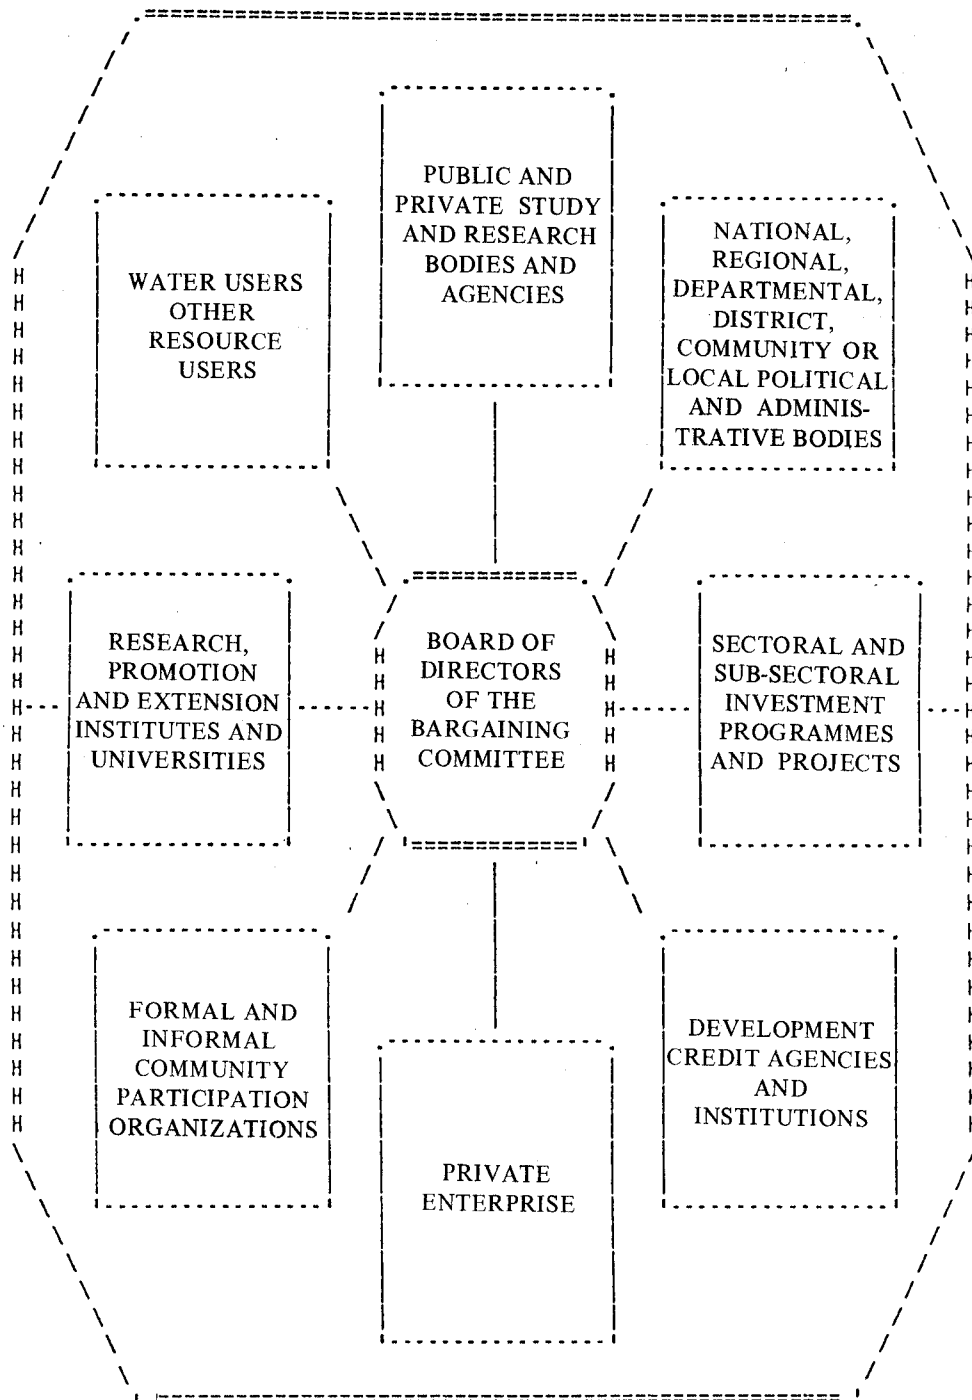 PUBLIC AND
PRIVATE STUDY
AND RESEARCH
BODIES AND
AGENCIES
WATER USERS
OTHER
RESOURCE
USERS
NATIONAL,
REGIONAL,
DEPARTMENTAL,
DISTRICT,
COMMUNITY OR
LOCAL POLITICAL
AND ADMINIS-
TRATIVE BODIES
RESEARCH,
PROMOTION
AND EXTENSION
INSTITUTES AND
UNIVERSITIES
BOARD OF
DIRECTORS
OF THE
BARGAINING
COMMITTEE
SECTORAL AND
SUB-SECTORAL
INVESTMENT
PROGRAMMES
AND PROJECTS
FORMAL AND
INFORMAL
COMMUNITY
PARTICIPATION
ORGANIZATIONS
PRIVATE
ENTERPRISE
DEVELOPMENT
CREDIT AGENCIES
AND
INSTITUTIONS